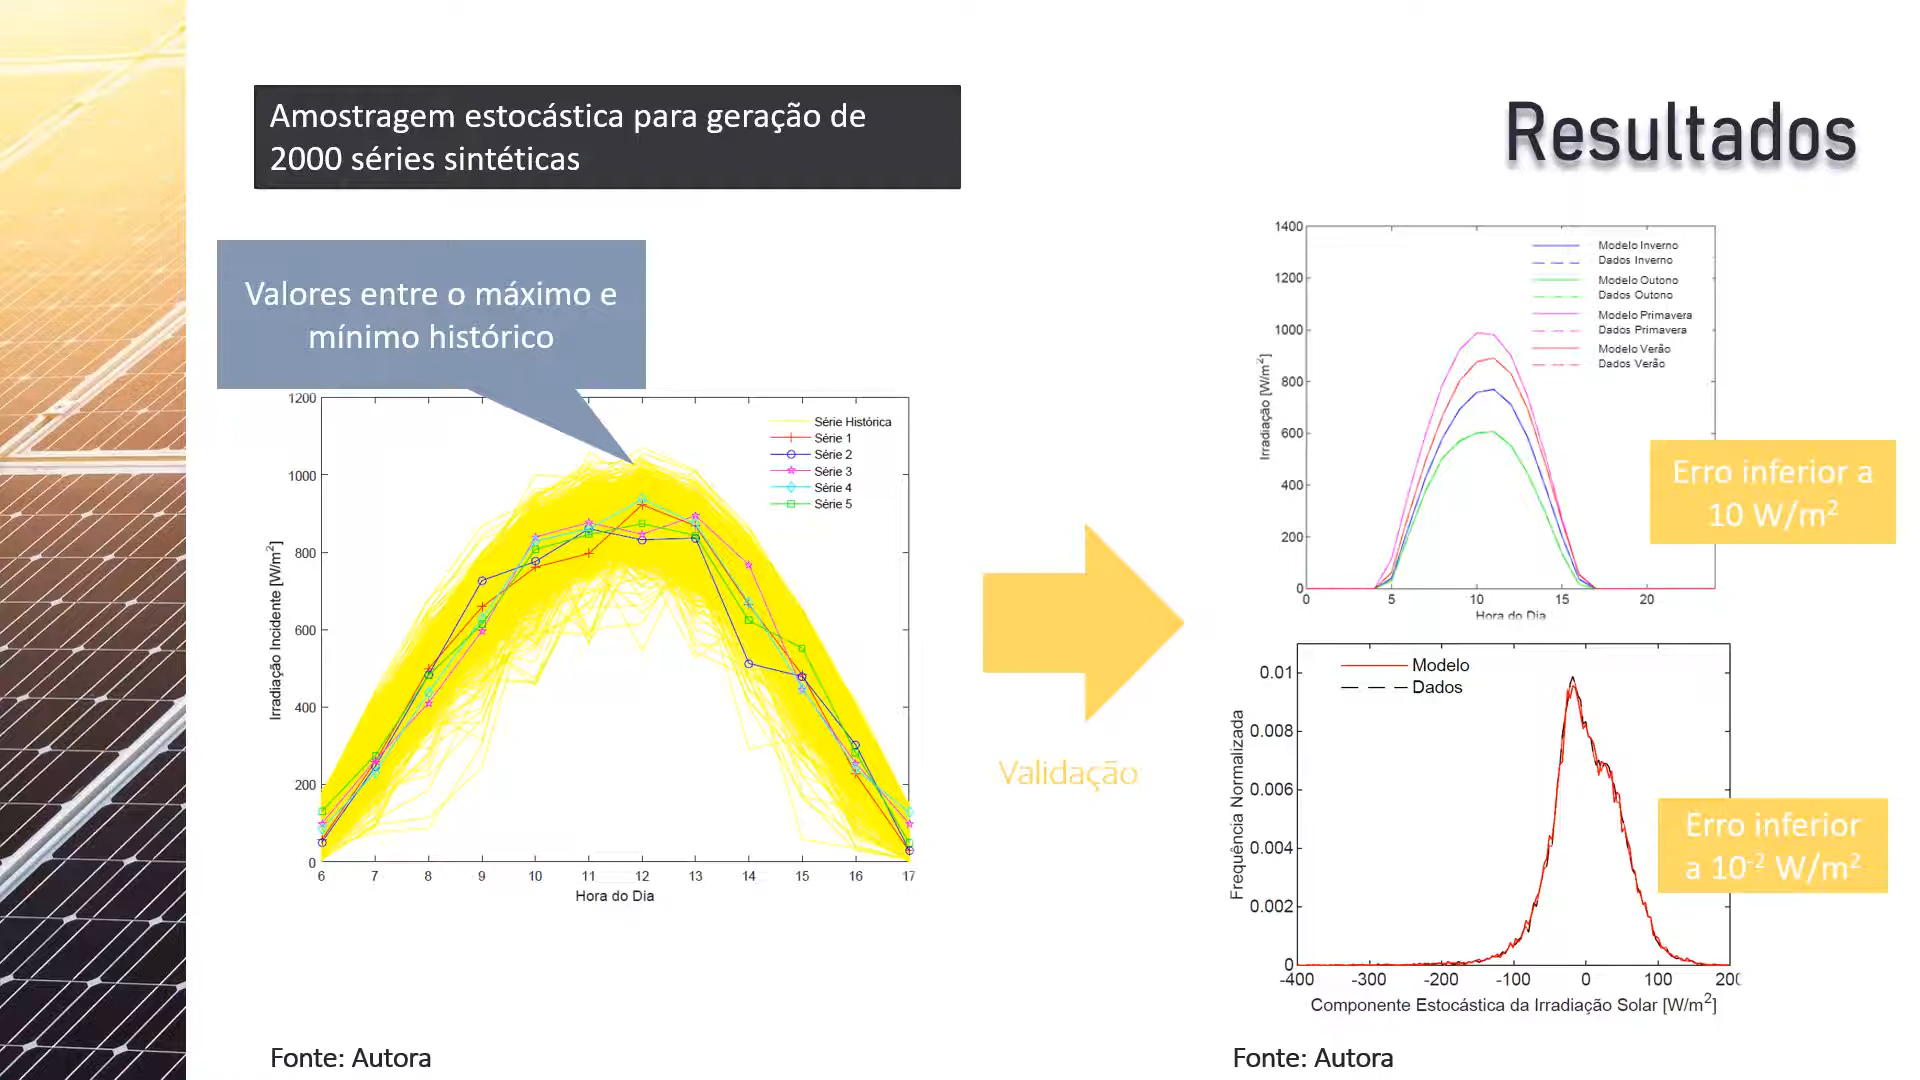 Amostragem estocástica para geração de
2000 séries sintéticas
Resultados
Valores entre o máximo e
mínimo histórico
1200
1000
800
600
400
200
0
Irradiação Incidente [W/m²]
Série Histórica
Série 1
Série 2
Série 3
Série 4
Série 5
6 7 8 9 10 11 12 13 14 15 16 17
Hora do Dia
Validação
1400
1200
1000
800
600
400
200
0
Irradiação [W/m²]
Modelo Inverno
Dados Inverno
Modelo Outono
Dados Outono
Modelo Primavera
Dados Primavera
Modelo Verão
Dados Verão
0 5 10 15 20
Hora do Dia
Erro inferior a
10 W/m²
Modelo
Dados
0.01
0.008
0.006
0.004
0.002
0
Frequência Normalizada
-400 -300 -200 -100 0 100 200
Componente Estocástica da Irradiação Solar [W/m²]
Erro inferior
a 10⁻² W/m²
Fonte: Autora
Fonte: Autora